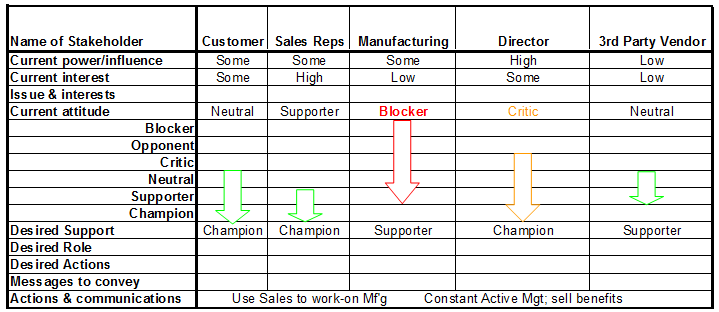 Name of Stakeholder Customer Sales Reps Manufacturing Director 3rd Party Vendor
Current power/influence Some Some Some High Low
Current interest Some High Low Some Low
Issue & interests
Current attitude Neutral Supporter Blocker Critic Neutral
Blocker
Opponent
Critic
Neutral
Supporter
Champion
Desired Support Champion Champion Supporter Champion Supporter
Desired Role
Desired Actions
Messages to convey
Actions & communications Use Sales to work-on Mf'g Constant Active Mgt; sell benefits